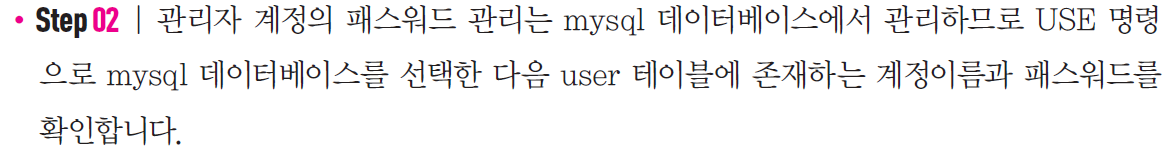 • Step 02 | 관리자 계정의 패스워드 관리는 mysql 데이터베이스에서 관리하므로 USE 명령
으로 mysql 데이터베이스를 선택한 다음 user 테이블에 존재하는 계정이름과 패스워드를
확인합니다.